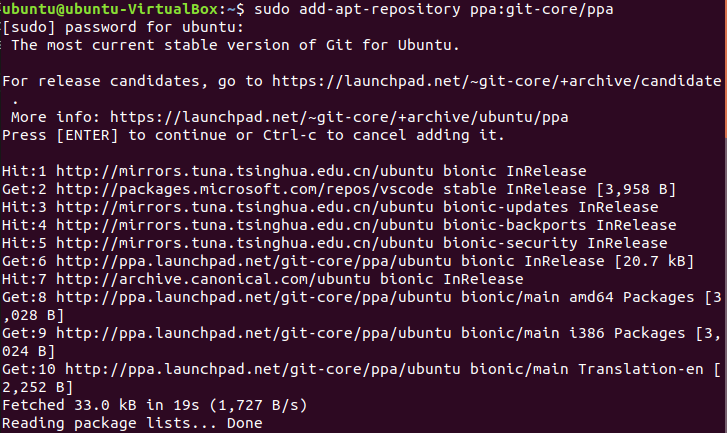 ubuntu@ubuntu-VirtualBox:~$ sudo add-apt-repository ppa:git-core/ppa
[sudo] password for ubuntu:
 The most current stable version of Git for Ubuntu.
For release candidates, go to https://launchpad.net/~git-core/+archive/candidate
 .
 More info: https://launchpad.net/~git-core/+archive/ubuntu/ppa
Press [ENTER] to continue or Ctrl-c to cancel adding it.
Hit:1 http://mirrors.tuna.tsinghua.edu.cn/ubuntu bionic InRelease
Get:2 http://packages.microsoft.com/repos/vscode stable InRelease [3,958 B]
Hit:3 http://mirrors.tuna.tsinghua.edu.cn/ubuntu bionic-updates InRelease
Hit:4 http://mirrors.tuna.tsinghua.edu.cn/ubuntu bionic-backports InRelease
Hit:5 http://mirrors.tuna.tsinghua.edu.cn/ubuntu bionic-security InRelease
Get:6 http://ppa.launchpad.net/git-core/ppa/ubuntu bionic InRelease [20.7 kB]
Hit:7 http://archive.canonical.com/ubuntu bionic InRelease
Get:8 http://ppa.launchpad.net/git-core/ppa/ubuntu bionic/main amd64 Packages [3
,028 B]
Get:9 http://ppa.launchpad.net/git-core/ppa/ubuntu bionic/main i386 Packages [3,
024 B]
Get:10 http://ppa.launchpad.net/git-core/ppa/ubuntu bionic/main Translation-en [
2,252 B]
Fetched 33.0 kB in 19s (1,727 B/s)
Reading package lists... Done